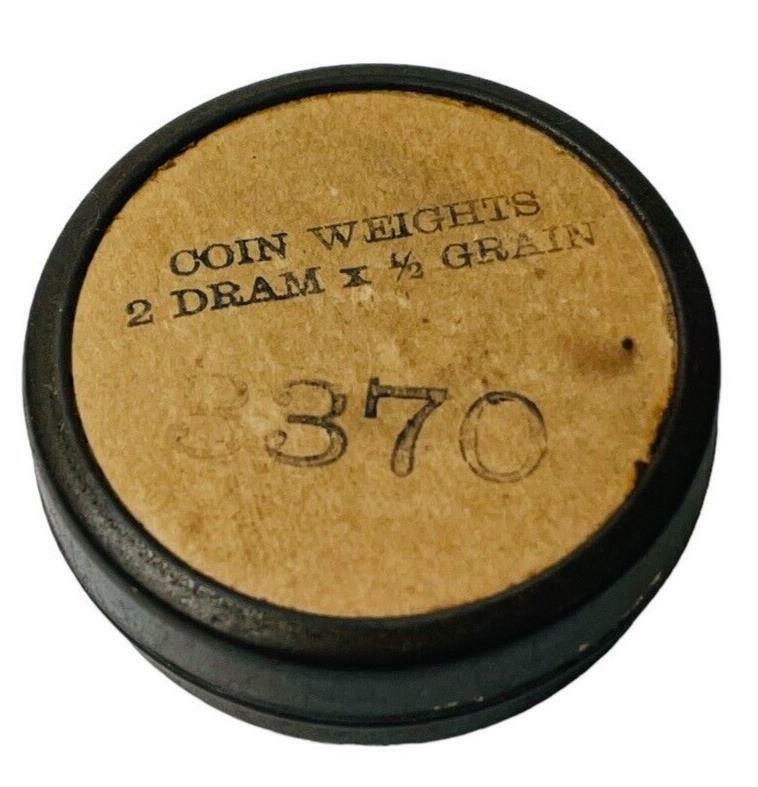 COIN WEIGHTS
2 DRAM x ½ GRAIN
3370